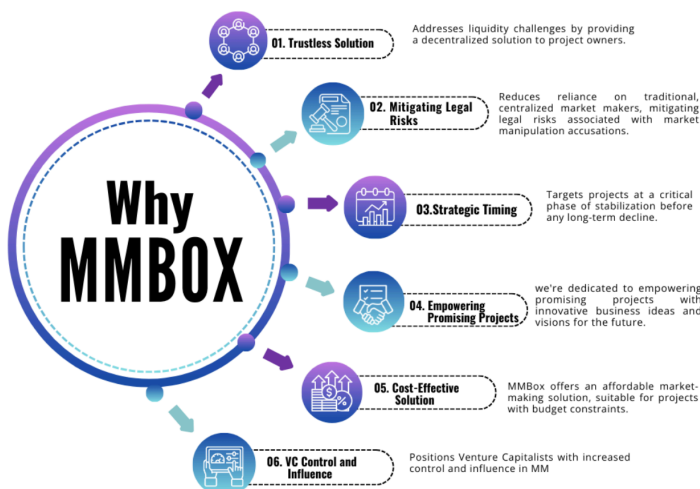 Why
MMBOX
01. Trustless Solution
Addresses liquidity challenges by providing
a decentralized solution to project owners.
02. Mitigating Legal
Risks
Reduces reliance on traditional,
centralized market makers, mitigating
legal risks associated with market
manipulation accusations.
03.Strategic Timing
Targets projects at a critical
phase of stabilization before
any long-term decline.
04. Empowering
Promising Projects
we're dedicated to empowering
promising projects with
innovative business ideas and
visions for the future.
05. Cost-Effective
Solution
MMBox offers an affordable market-
making solution, suitable for projects
with budget constraints.
06. VC Control and
Influence
Positions Venture Capitalists with increased
control and influence in MM